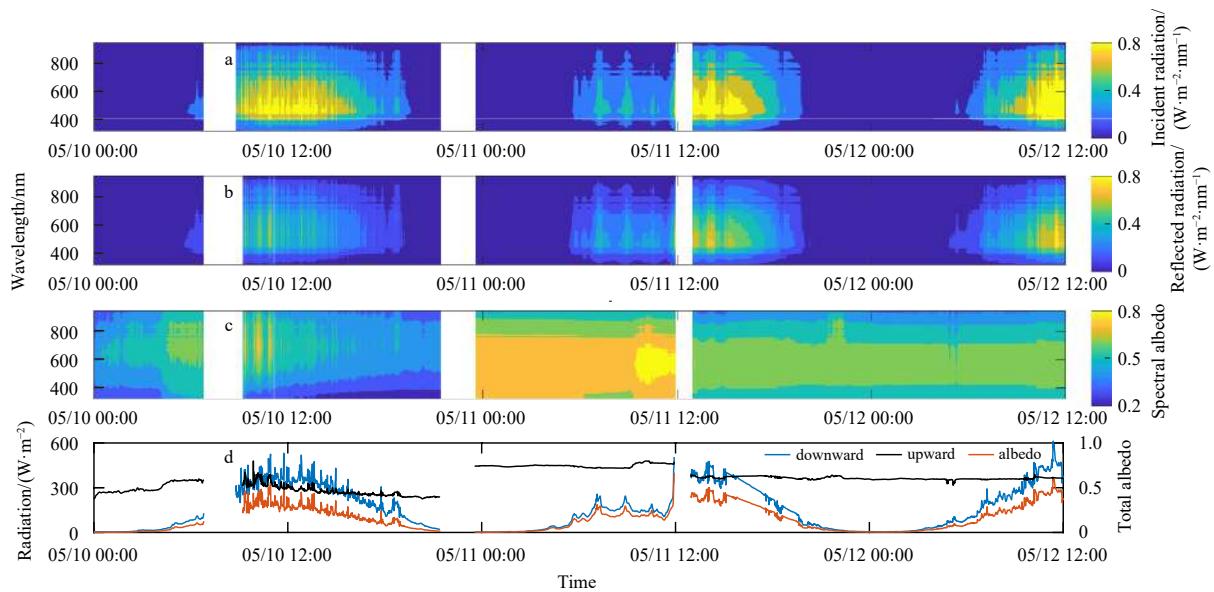 a
800
600
400
05/10 00:00 05/10 12:00 05/11 00:00 05/11 12:00 05/12 00:00 05/12 12:00
0.8
0.4
0
Incident radiation/
(W·m−2·nm−1)
b
800
600
400
05/10 00:00 05/10 12:00 05/11 00:00 05/11 12:00 05/12 00:00 05/12 12:00
0.8
0.4
0
Reflected radiation/
(W·m−2·nm−1)
Wavelength/nm
c
800
600
400
05/10 00:00 05/10 12:00 05/11 00:00 05/11 12:00 05/12 00:00 05/12 12:00
0.8
0.5
0.2
Spectral albedo
d
600
300
0
Radiation/(W·m−2)
downward upward albedo
1.0
0.5
0
Total albedo
05/10 00:00 05/10 12:00 05/11 00:00 05/11 12:00 05/12 00:00 05/12 12:00
Time